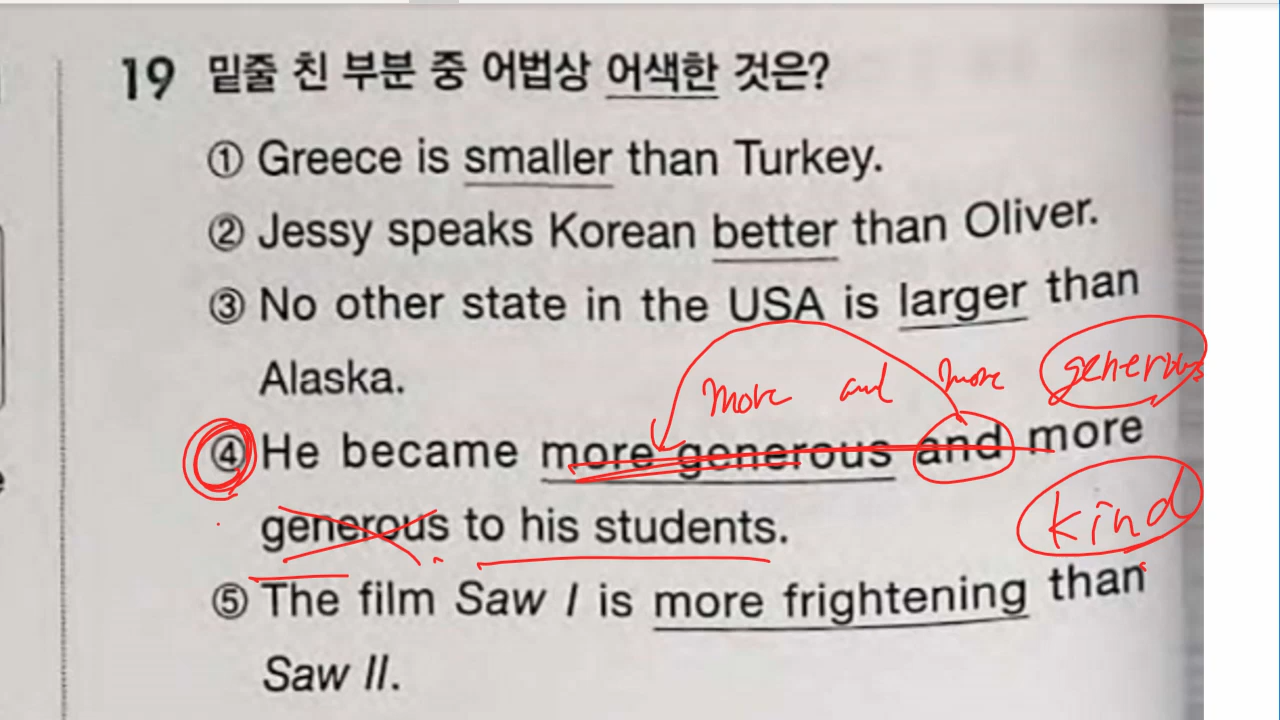 19 밑줄 친 부분 중 어법상 어색한 것은?
① Greece is smaller than Turkey.
② Jessy speaks Korean better than Oliver.
③ No other state in the USA is larger than
Alaska.
more and more generous
④ He became more generous and more
kind
generous to his students.
⑤ The film Saw I is more frightening than
Saw II.